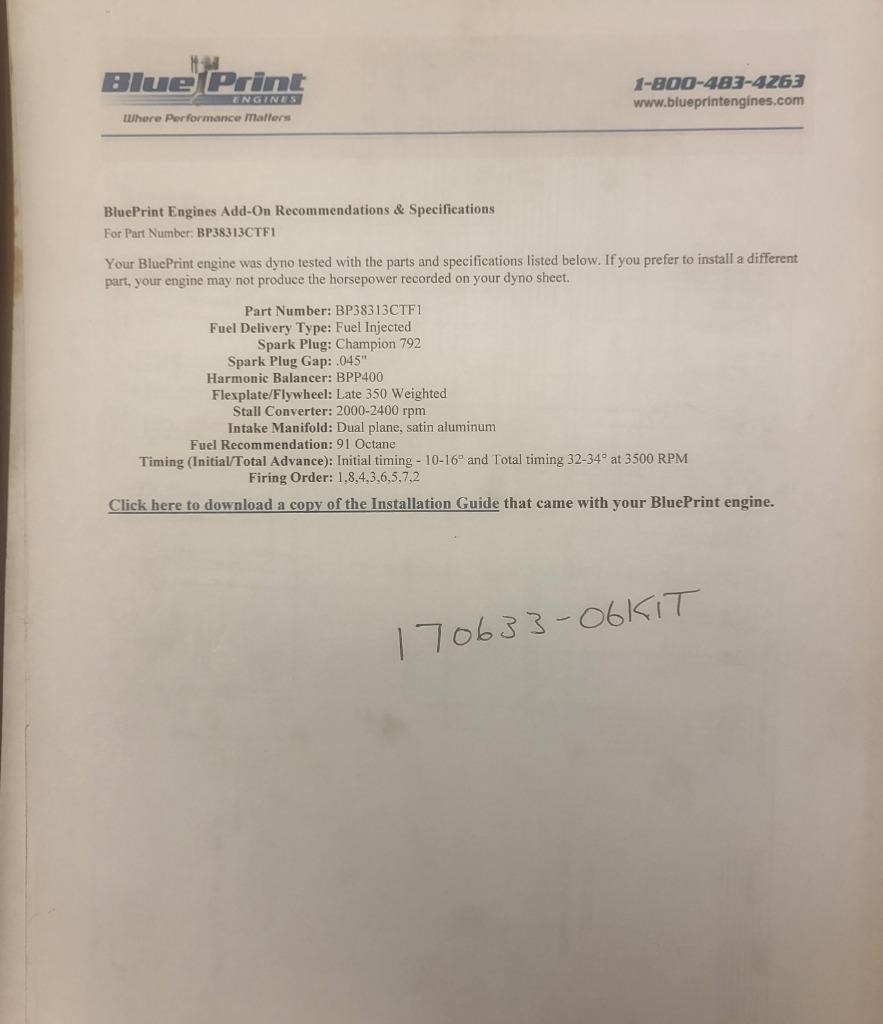 BluePrint
ENGINES
Where Performance Matters
1-800-483-4263
www.blueprintengines.com
BluePrint Engines Add-On Recommendations & Specifications
For Part Number: BP38313CTF1
Your BluePrint engine was dyno tested with the parts and specifications listed below. If you prefer to install a different
part, your engine may not produce the horsepower recorded on your dyno sheet.
Part Number: BP38313CTF1
Fuel Delivery Type: Fuel Injected
Spark Plug: Champion 792
Spark Plug Gap: .045"
Harmonic Balancer: BPP400
Flexplate/Flywheel: Late 350 Weighted
Stall Converter: 2000-2400 rpm
Intake Manifold: Dual plane, satin aluminum
Fuel Recommendation: 91 Octane
Timing (Initial/Total Advance): Initial timing - 10-16° and Total timing 32-34° at 3500 RPM
Firing Order: 1,8,4,3,6,5,7,2
Click here to download a copy of the Installation Guide that came with your BluePrint engine.
170633-06KIT